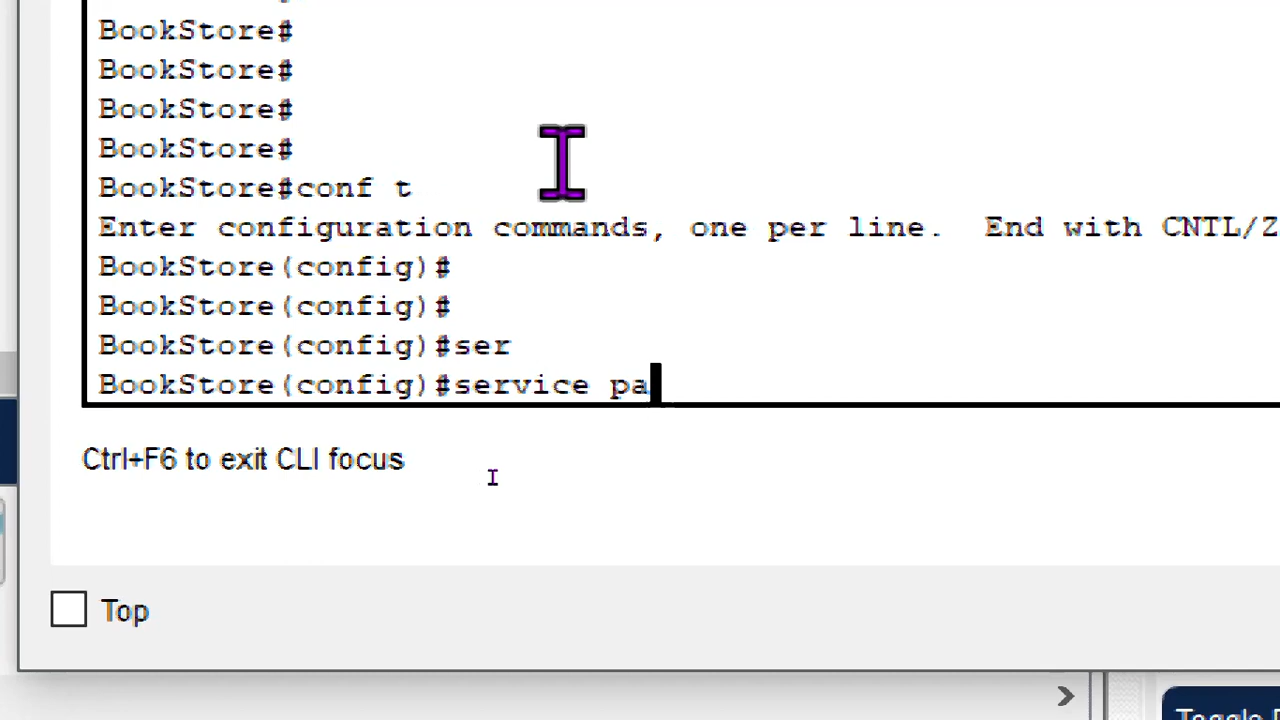 BookStore#
BookStore#
BookStore#
BookStore#
BookStore#conf t
Enter configuration commands, one per line.  End with CNTL/Z
BookStore(config)#
BookStore(config)#
BookStore(config)#ser
BookStore(config)#service pa
Ctrl+F6 to exit CLI focus
Top
Toggle